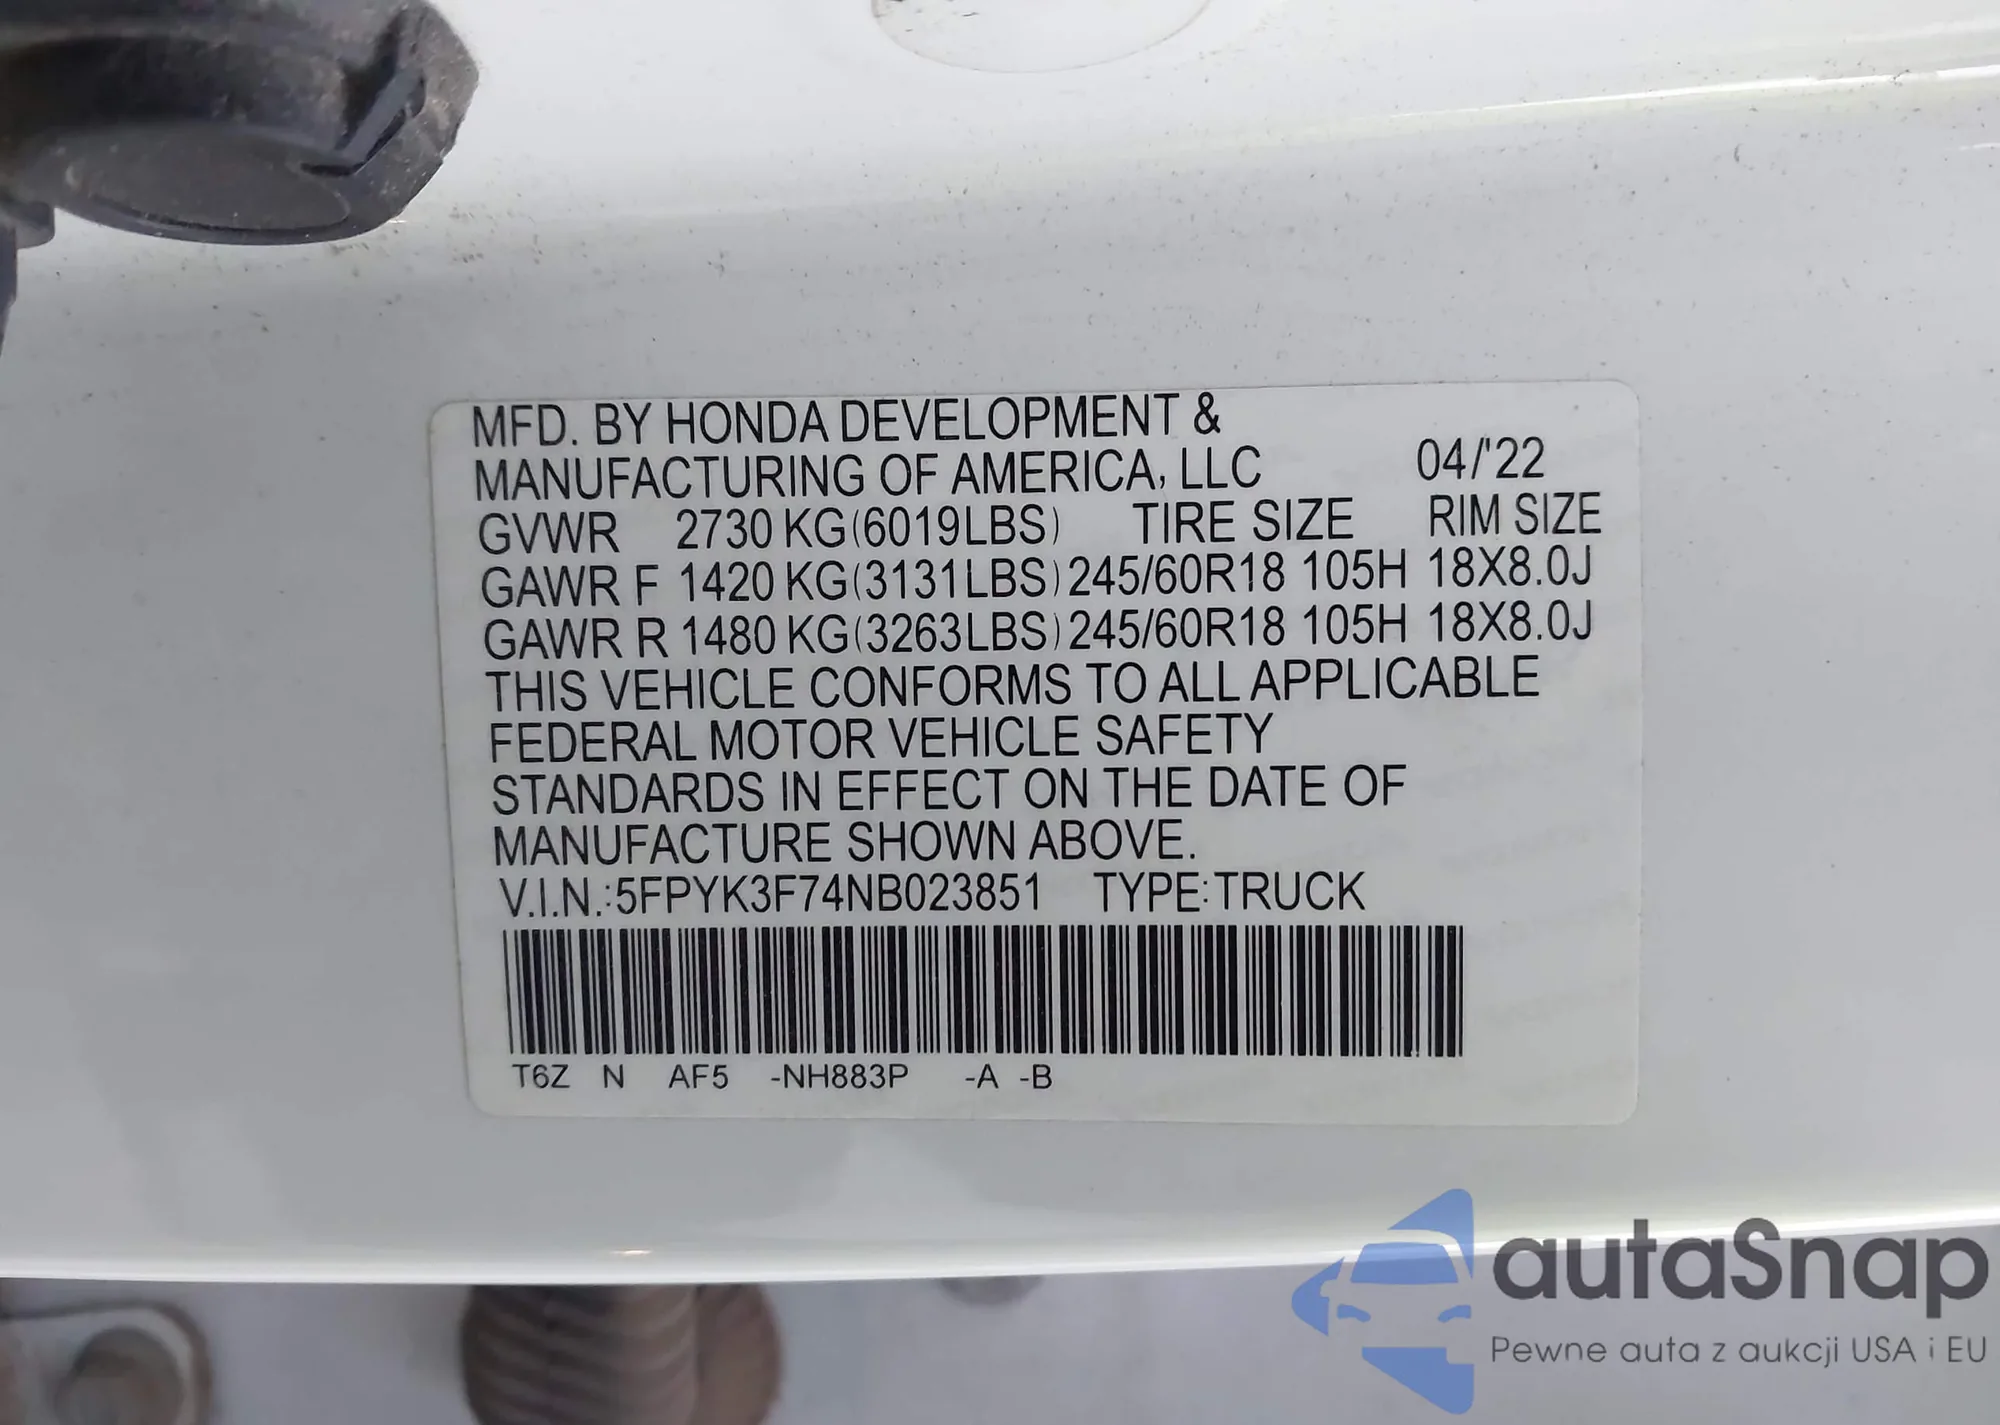 MFD. BY HONDA DEVELOPMENT &
MANUFACTURING OF AMERICA, LLC 04/'22
GVWR 2730 KG(6019LBS) TIRE SIZE RIM SIZE
GAWR F 1420 KG(3131LBS) 245/60R18 105H 18X8.0J
GAWR R 1480 KG(3263LBS) 245/60R18 105H 18X8.0J
THIS VEHICLE CONFORMS TO ALL APPLICABLE
FEDERAL MOTOR VEHICLE SAFETY
STANDARDS IN EFFECT ON THE DATE OF
MANUFACTURE SHOWN ABOVE.
V.I.N.:5FPYK3F74NB023851 TYPE:TRUCK
T6Z N AF5 -NH883P -A -B
autaSnap
Pewne auta z aukcji USA i EU